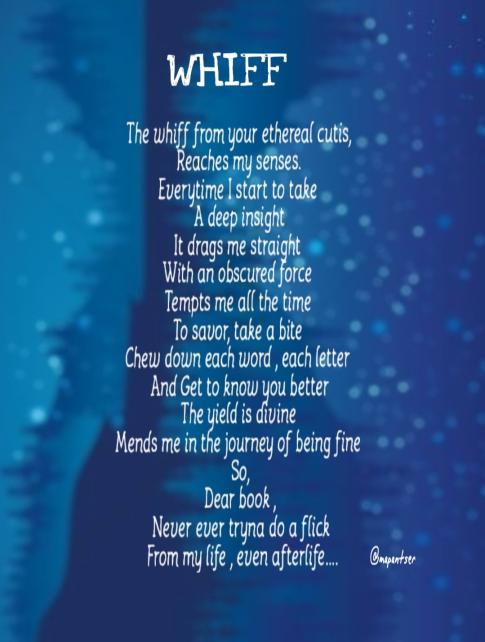 WHIFF
The whiff from your ethereal cutis,
Reaches my senses.
Everytime I start to take
A deep insight
It drags me straight
With an obscured force
Tempts me all the time
To savor, take a bite
Chew down each word , each letter
And Get to know you better
The yield is divine
Mends me in the journey of being fine
So,
Dear book ,
Never ever tryna do a flick
From my life , even afterlife....